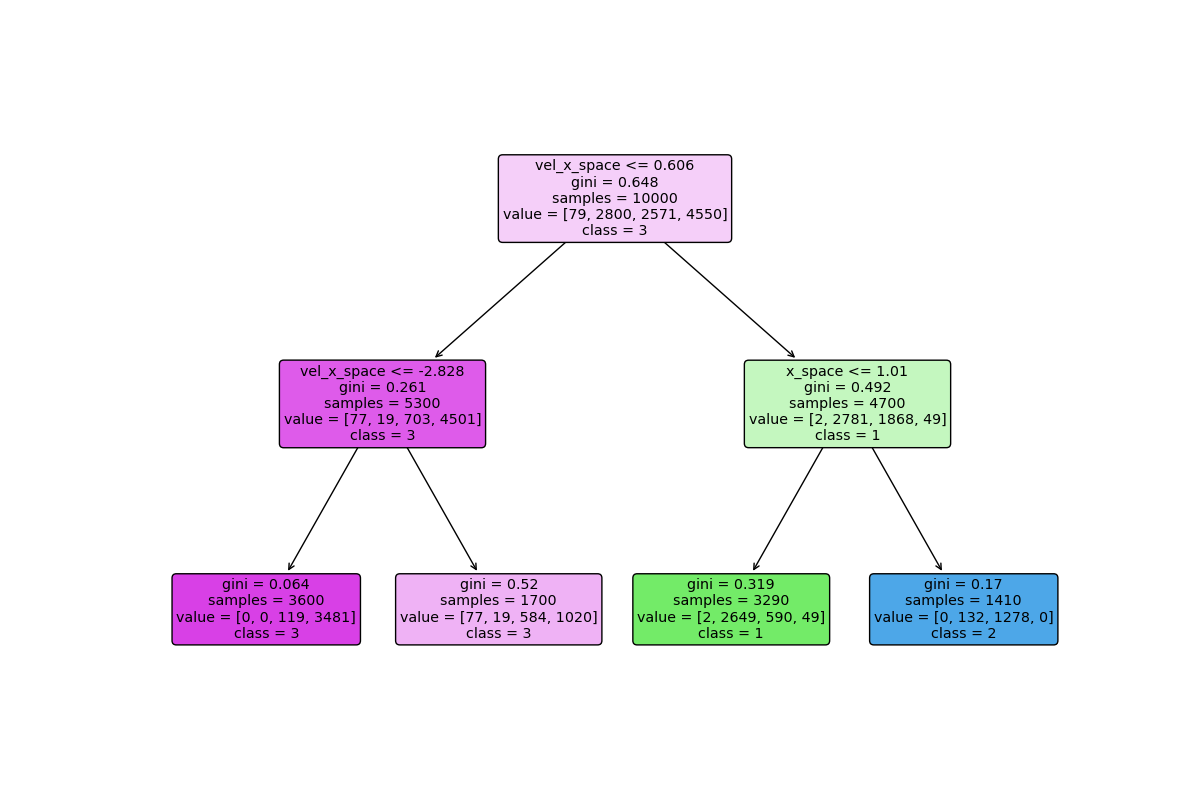 vel_x_space <= 0.606
gini = 0.648
samples = 10000
value = [79, 2800, 2571, 4550]
class = 3
vel_x_space <= -2.828
gini = 0.261
samples = 5300
value = [77, 19, 703, 4501]
class = 3
x_space <= 1.01
gini = 0.492
samples = 4700
value = [2, 2781, 1868, 49]
class = 1
gini = 0.064
samples = 3600
value = [0, 0, 119, 3481]
class = 3
gini = 0.52
samples = 1700
value = [77, 19, 584, 1020]
class = 3
gini = 0.319
samples = 3290
value = [2, 2649, 590, 49]
class = 1
gini = 0.17
samples = 1410
value = [0, 132, 1278, 0]
class = 2